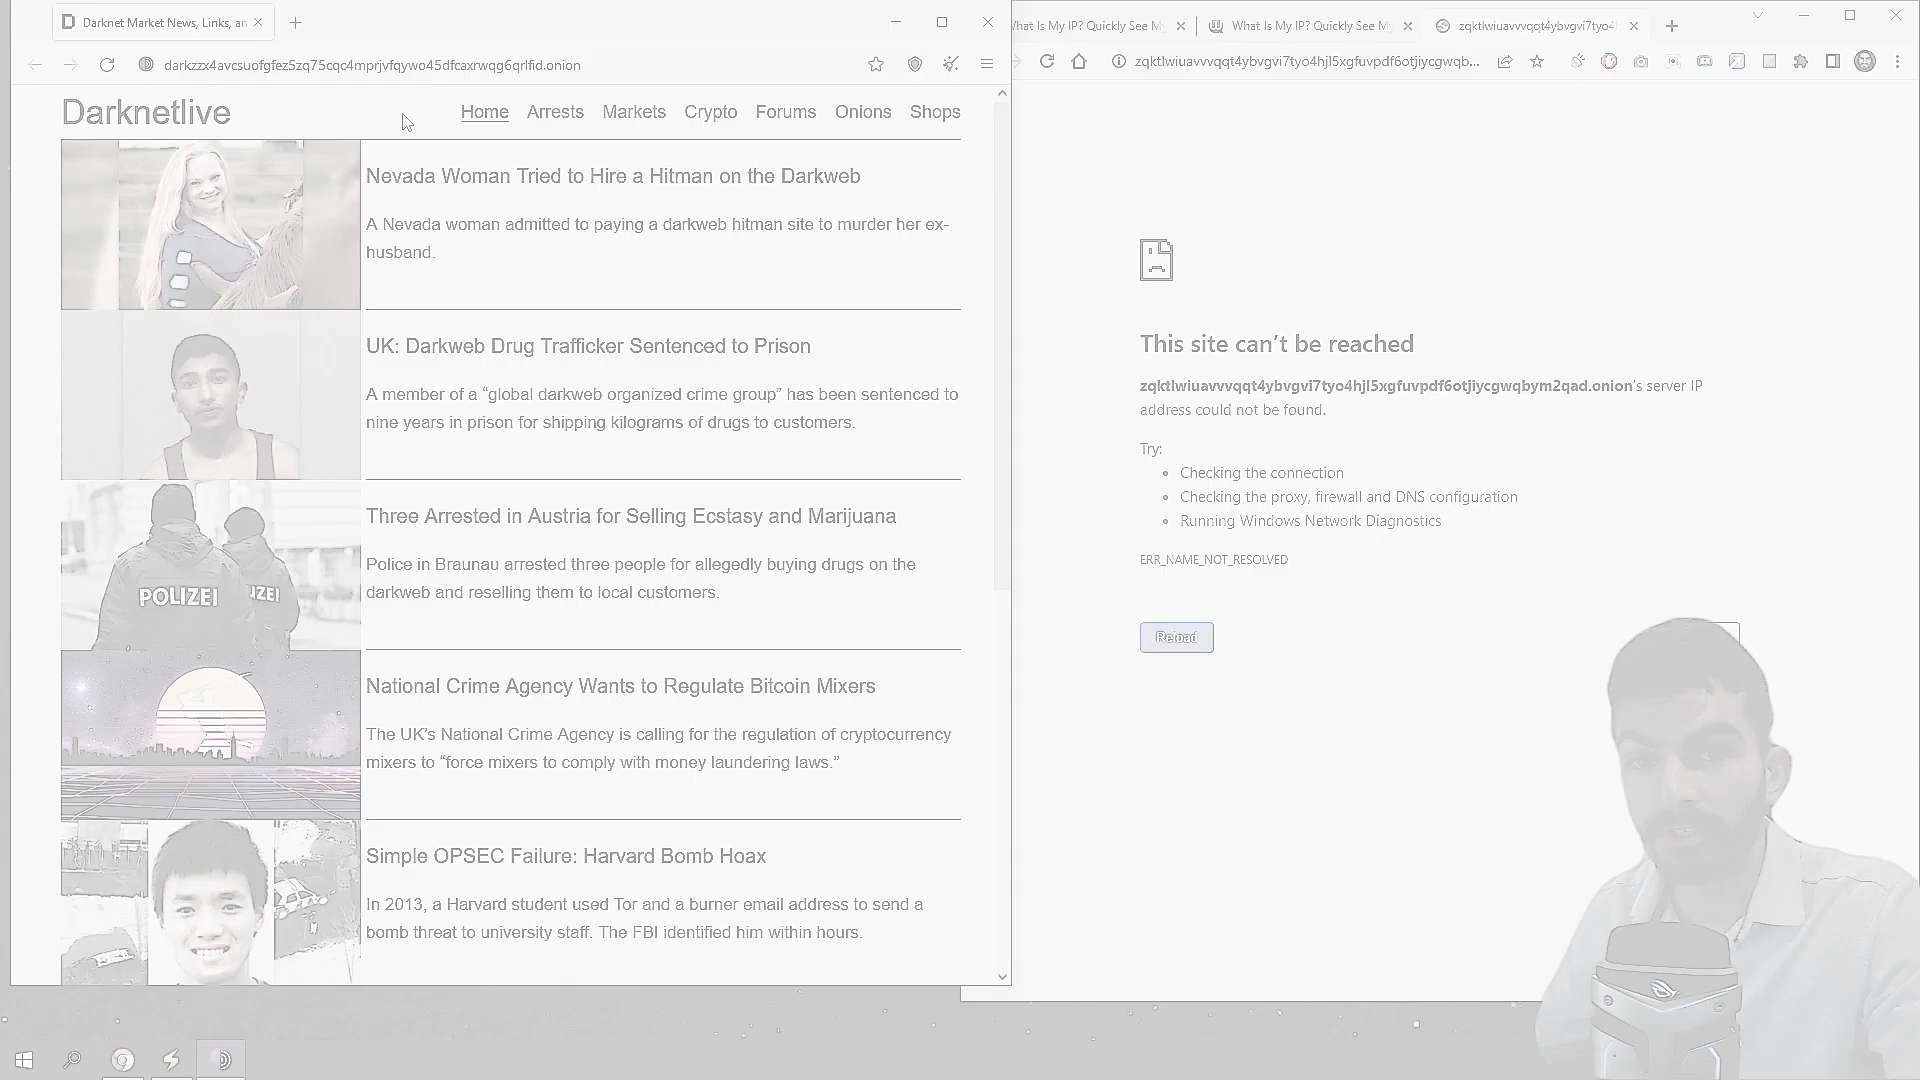 Darknet Market News, Links, an
darkzzx4avcsuofgfez5zq75cqc4mprjvfqywo45dfcaxrwqg6qrlfid.onion
Darknetlive
Home Arrests Markets Crypto Forums Onions Shops
Nevada Woman Tried to Hire a Hitman on the Darkweb
A Nevada woman admitted to paying a darkweb hitman site to murder her ex-
husband.
UK: Darkweb Drug Trafficker Sentenced to Prison
A member of a “global darkweb organized crime group” has been sentenced to
nine years in prison for shipping kilograms of drugs to customers.
POLIZEI
IZEI
Three Arrested in Austria for Selling Ecstasy and Marijuana
Police in Braunau arrested three people for allegedly buying drugs on the
darkweb and reselling them to local customers.
National Crime Agency Wants to Regulate Bitcoin Mixers
The UK’s National Crime Agency is calling for the regulation of cryptocurrency
mixers to “force mixers to comply with money laundering laws.”
Simple OPSEC Failure: Harvard Bomb Hoax
In 2013, a Harvard student used Tor and a burner email address to send a
bomb threat to university staff. The FBI identified him within hours.
What Is My IP? Quickly See My
What Is My IP? Quickly See M
zqktlwiuavvvqqt4ybvgvi7tyo4
zqktlwiuavvvqqt4ybvgvi7tyo4hjl5xgfuvpdf6otjiycgwqb...
This site can’t be reached
zqktlwiuavvvqqt4ybvgvi7tyo4hjl5xgfuvpdf6otjiycgwqbym2qad.onion’s server IP
address could not be found.
Try:
Checking the connection
Checking the proxy, firewall and DNS configuration
Running Windows Network Diagnostics
ERR_NAME_NOT_RESOLVED
Reload